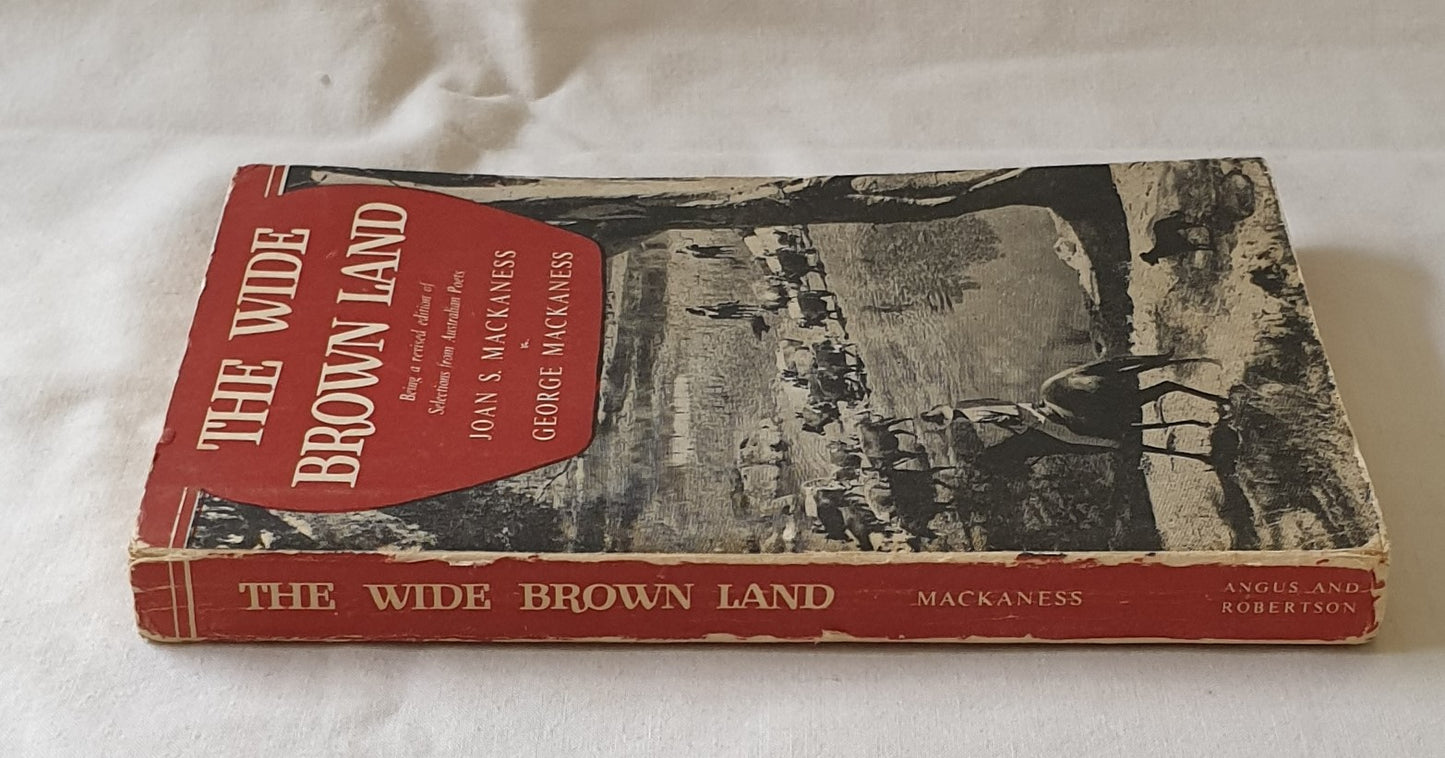 THE WIDE
BROWN LAND
Being a revised edition of
Selections from Australian Poets
JOAN S. MACKANESS
&
GEORGE MACKANESS
THE WIDE BROWN LAND MACKANESS ANGUS AND
ROBERTSON